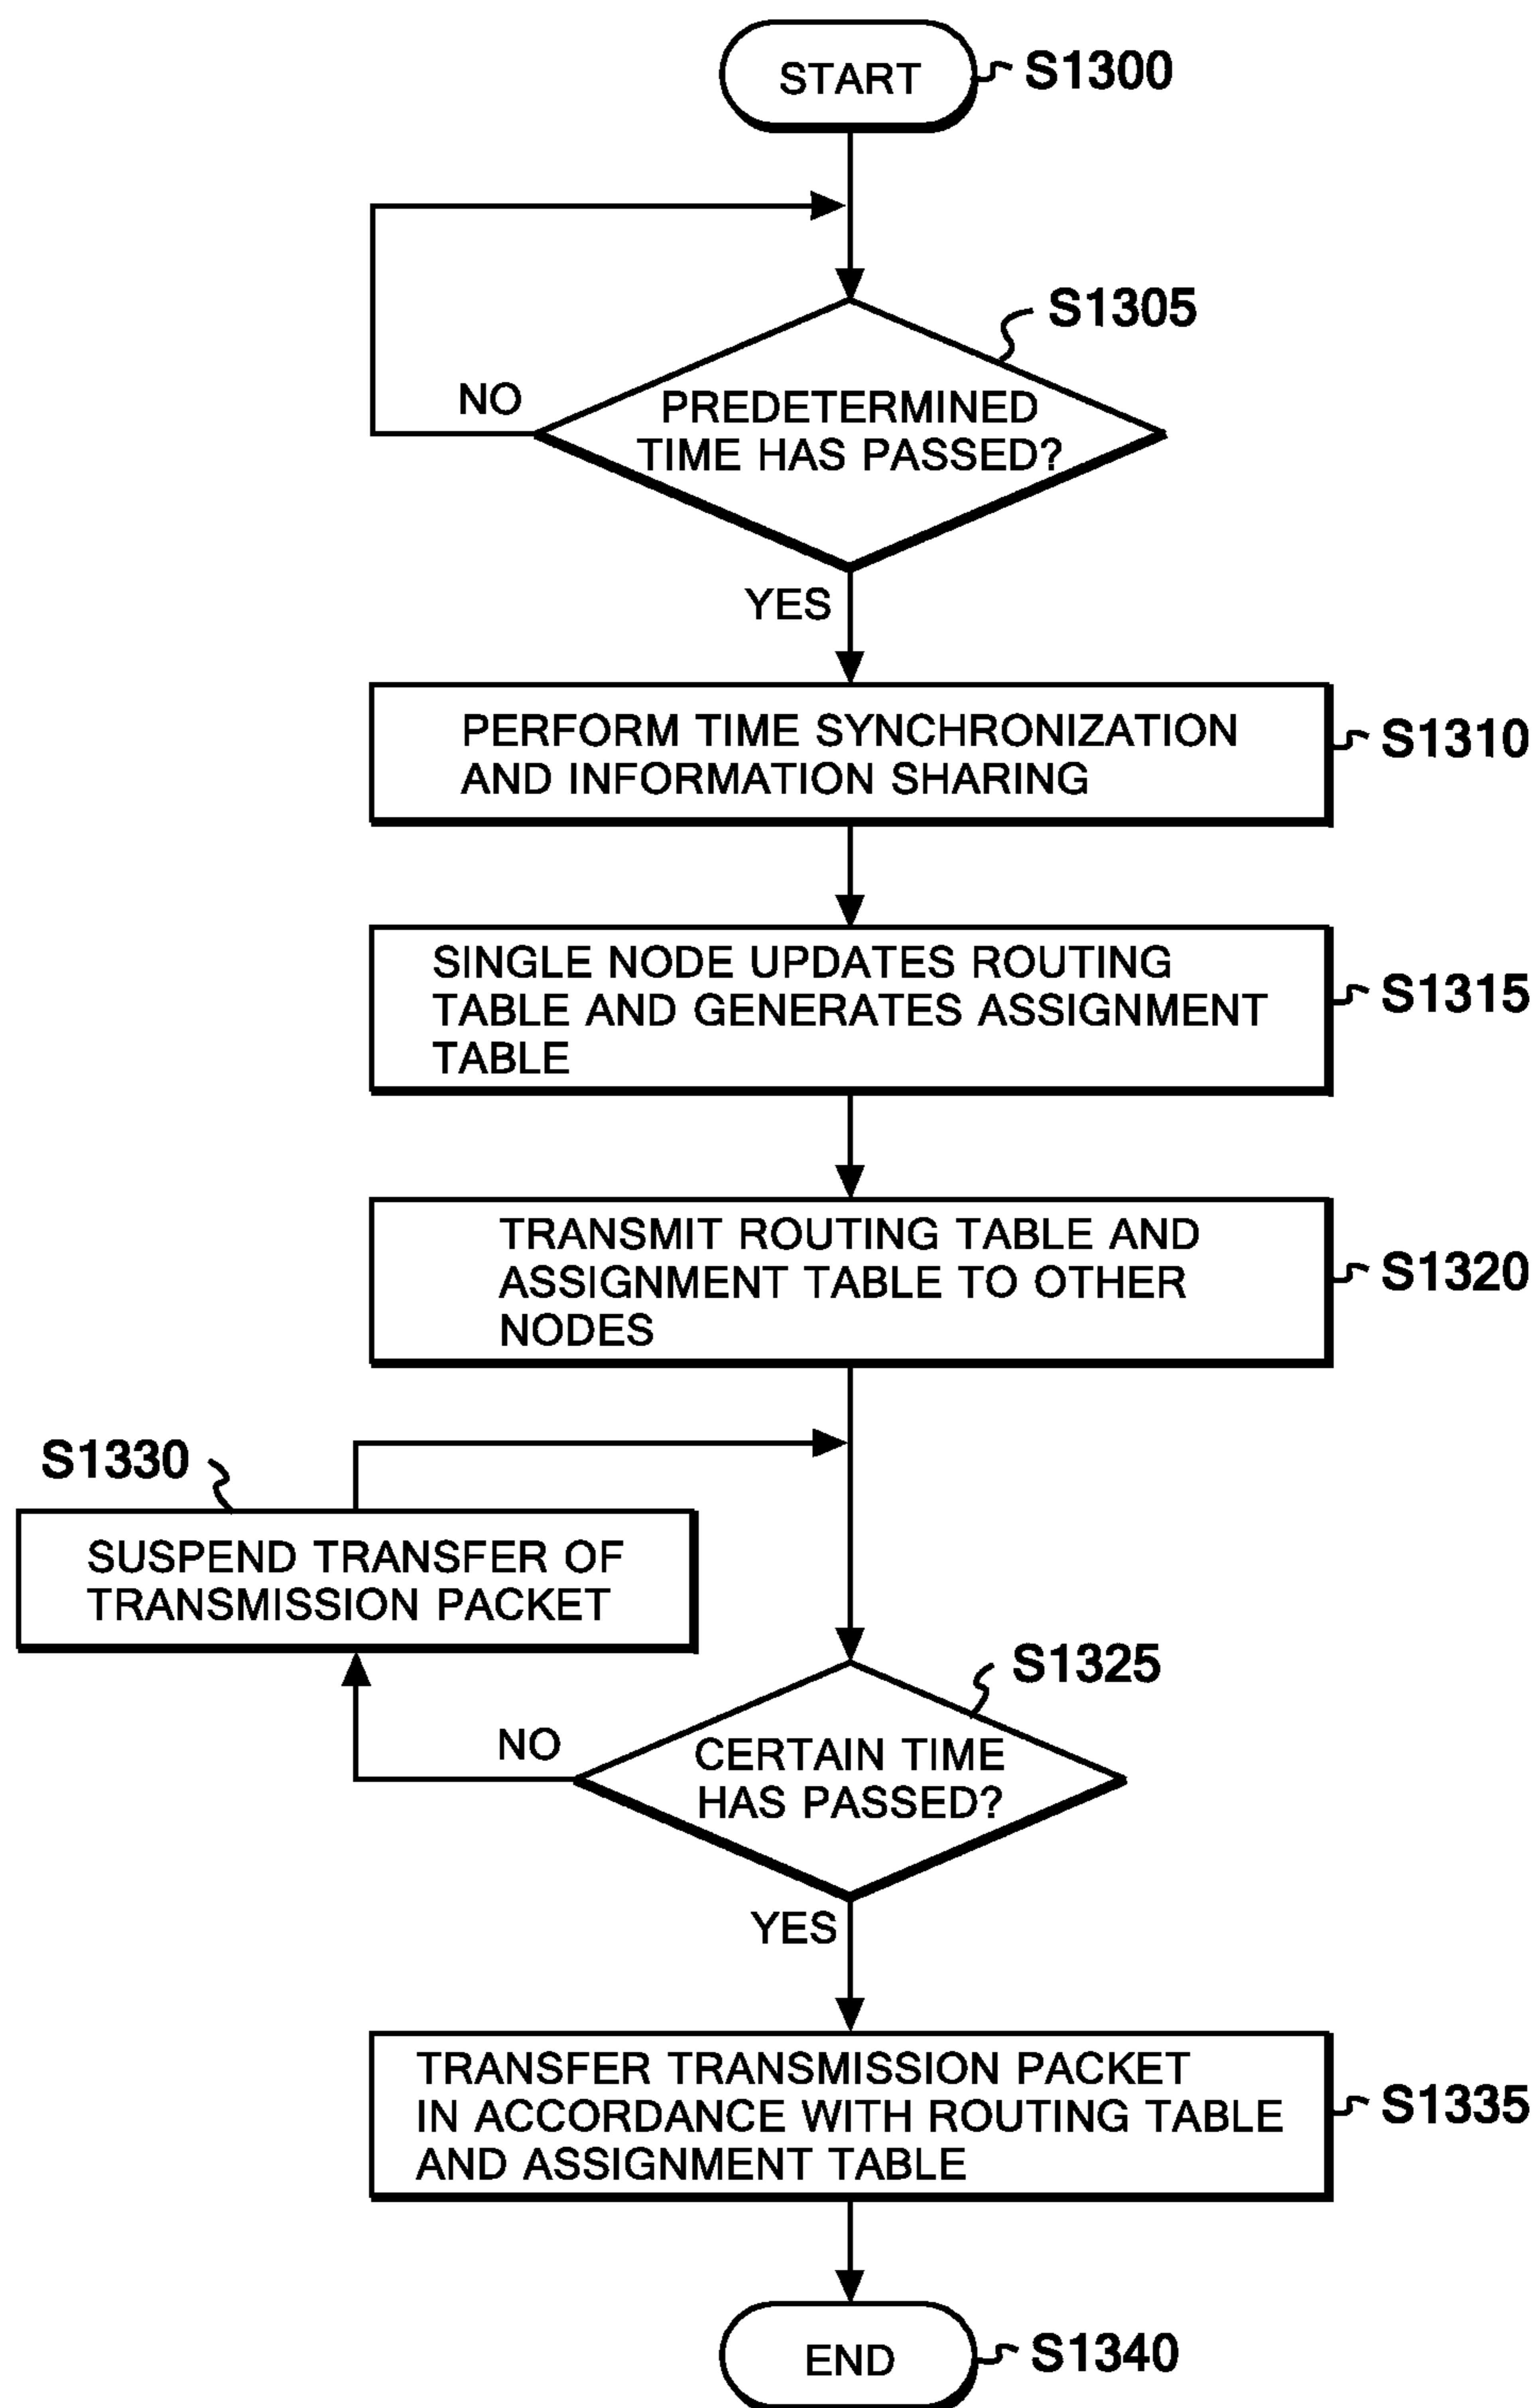 START
S1300
S1305
NO
PREDETERMINED
TIME HAS PASSED?
YES
PERFORM TIME SYNCHRONIZATION
AND INFORMATION SHARING
S1310
SINGLE NODE UPDATES ROUTING
TABLE AND GENERATES ASSIGNMENT
TABLE
S1315
TRANSMIT ROUTING TABLE AND
ASSIGNMENT TABLE TO OTHER
NODES
S1320
S1330
SUSPEND TRANSFER OF
TRANSMISSION PACKET
S1325
NO
CERTAIN TIME
HAS PASSED?
YES
TRANSFER TRANSMISSION PACKET
IN ACCORDANCE WITH ROUTING TABLE
AND ASSIGNMENT TABLE
S1335
END
S1340